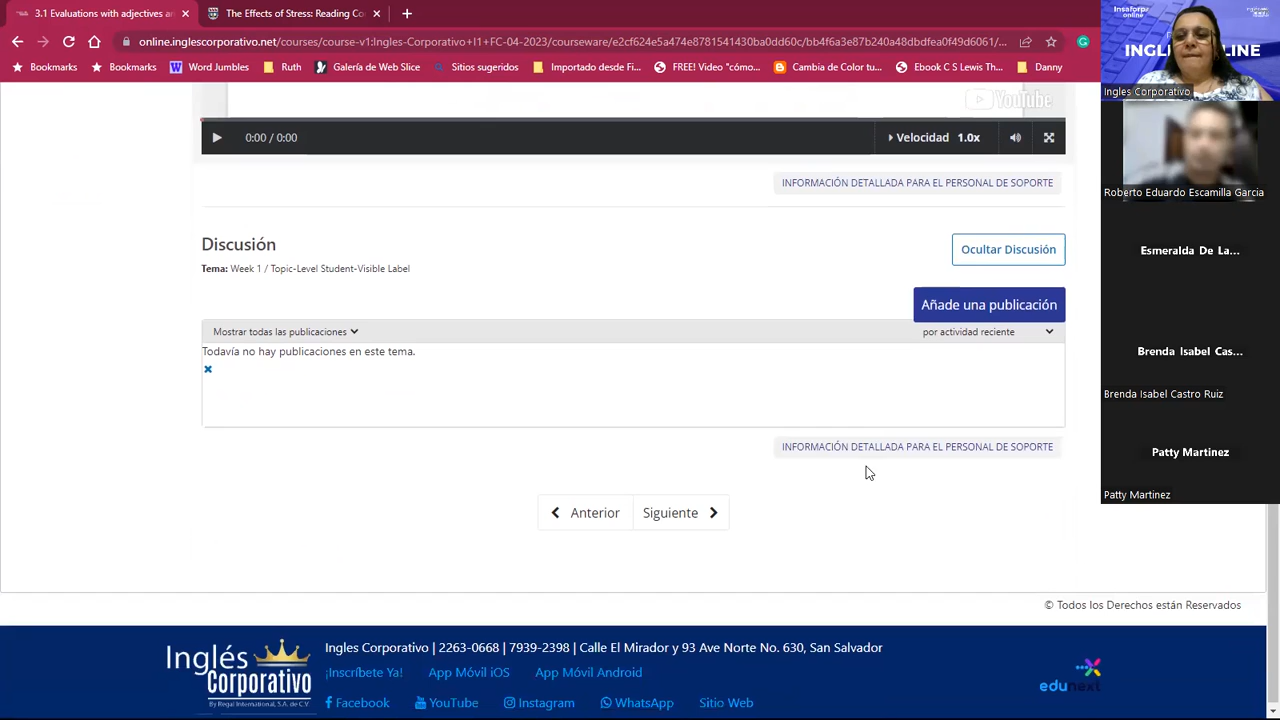 3.1 Evaluations with adjectives an
The Effects of Stress: Reading Co
online.inglescorporativo.net/courses/course-v1:Ingles-Corporativo+I1+FC-04-2023/courseware/e2cf624e5a474e8781541430ba0dd60c/bb4f6a3e87b240a48dbdfea0f49d6061/...
Bookmarks
Bookmarks
Word Jumbles
Ruth
Galería de Web Slice
Sitios sugeridos
Importado desde Fi...
FREE! Video "cómo...
Cambia de Color tu...
Ebook C S Lewis Th...
Danny
YouTube
0:00 / 0:00
Velocidad 1.0x
INFORMACIÓN DETALLADA PARA EL PERSONAL DE SOPORTE
Discusión
Ocultar Discusión
Tema: Week 1 / Topic-Level Student-Visible Label
Añade una publicación
Mostrar todas las publicaciones
por actividad reciente
Todavía no hay publicaciones en este tema.
INFORMACIÓN DETALLADA PARA EL PERSONAL DE SOPORTE
Anterior
Siguiente
© Todos los Derechos están Reservados
Inglés
Corporativo
By Regal International, S.A. de C.V.
Ingles Corporativo | 2263-0668 | 7939-2398 | Calle El Mirador y 93 Ave Norte No. 630, San Salvador
¡Inscríbete Ya!
App Móvil iOS
App Móvil Android
Facebook
YouTube
Instagram
WhatsApp
Sitio Web
edunext
Insaforp
online
Ingles Corporativo
Roberto Eduardo Escamilla Garcia
Esmeralda De La...
Brenda Isabel Cas...
Brenda Isabel Castro Ruiz
Patty Martinez
Patty Martinez